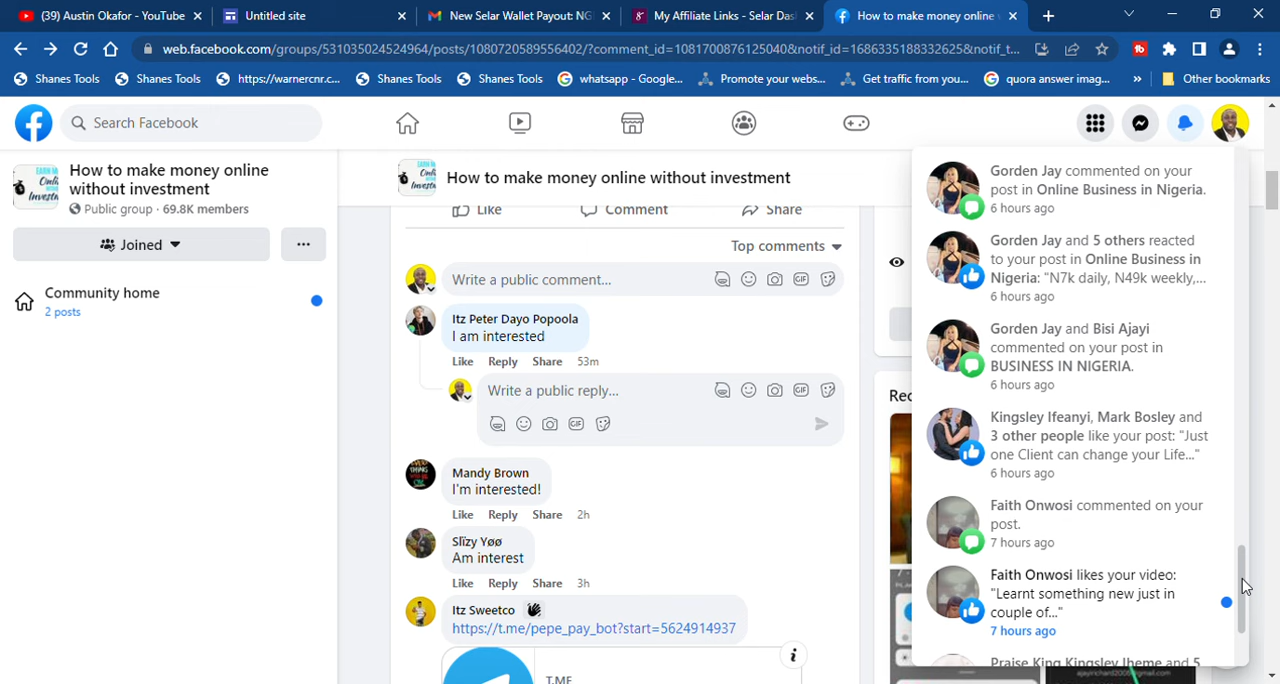 (39) Austin Okafor - YouTube
Untitled site
New Selar Wallet Payout: NG
My Affiliate Links - Selar Das
How to make money online w
web.facebook.com/groups/531035024524964/posts/1080720589556402/?comment_id=1081700876125040&notif_id=1686335188332625&notif_t...
Shanes Tools
Shanes Tools
https://warnercnr.c...
Shanes Tools
Shanes Tools
whatsapp - Google...
Promote your webs...
Get traffic from you...
quora answer imag...
»
Other bookmarks
Search Facebook
How to make money online
without investment
Public group · 69.8K members
Joined
Community home
2 posts
How to make money online without investment
Like
Comment
Share
Top comments
Write a public comment...
Itz Peter Dayo Popoola
I am interested
Like Reply Share 53m
Write a public reply...
Mandy Brown
I'm interested!
Like Reply Share 2h
Slïzy Yøø
Am interest
Like Reply Share 3h
Itz Sweetco
https://t.me/pepe_pay_bot?start=5624914937
T.ME
Rec
Gorden Jay commented on your
post in Online Business in Nigeria.
6 hours ago
Gorden Jay and 5 others reacted
to your post in Online Business in
Nigeria: "N7k daily, N49k weekly,...
6 hours ago
Gorden Jay and Bisi Ajayi
commented on your post in
BUSINESS IN NIGERIA.
6 hours ago
Kingsley Ifeanyi, Mark Bosley and
3 other people like your post: "Just
one Client can change your Life..."
6 hours ago
Faith Onwosi commented on your
post.
7 hours ago
Faith Onwosi likes your video:
"Learnt something new just in
couple of..."
7 hours ago
Praise King Kingsley Iheme and 5